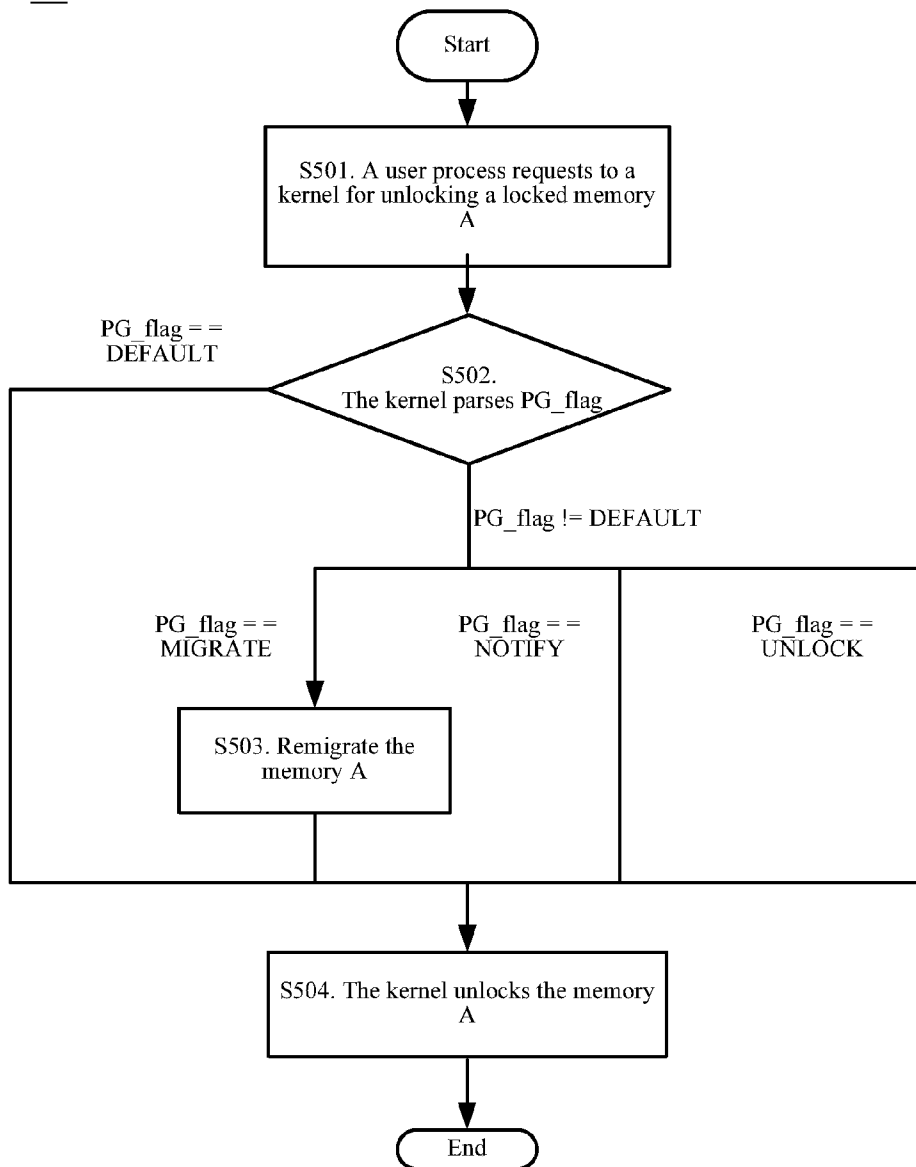 Start
S501. A user process requests to a
kernel for unlocking a locked memory
A
PG_flag = =
DEFAULT
S502.
The kernel parses PG_flag
PG_flag != DEFAULT
PG_flag = =
MIGRATE
PG_flag = =
NOTIFY
PG_flag = =
UNLOCK
S503. Remigrate the
memory A
S504. The kernel unlocks the memory
A
End